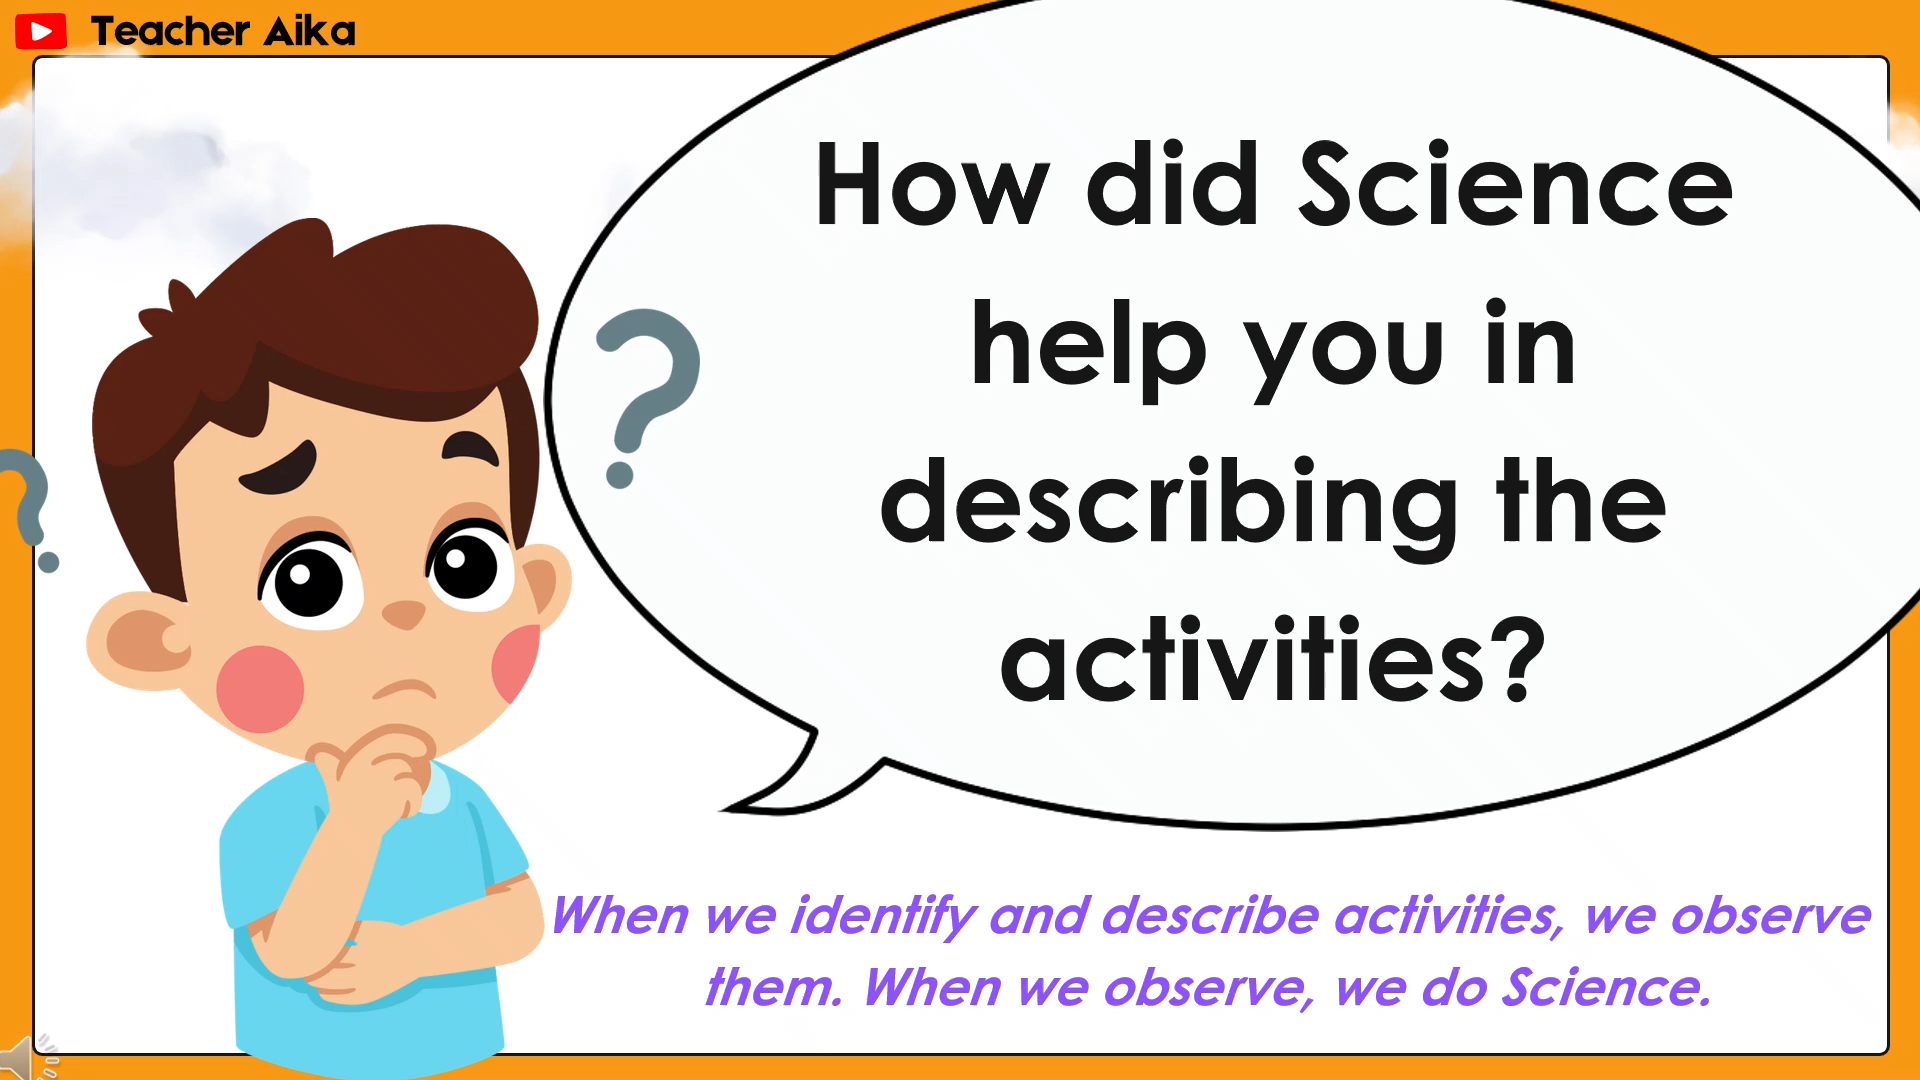 Teacher Aika
How did Science
help you in
describing the
activities?
When we identify and describe activities, we observe
them. When we observe, we do Science.